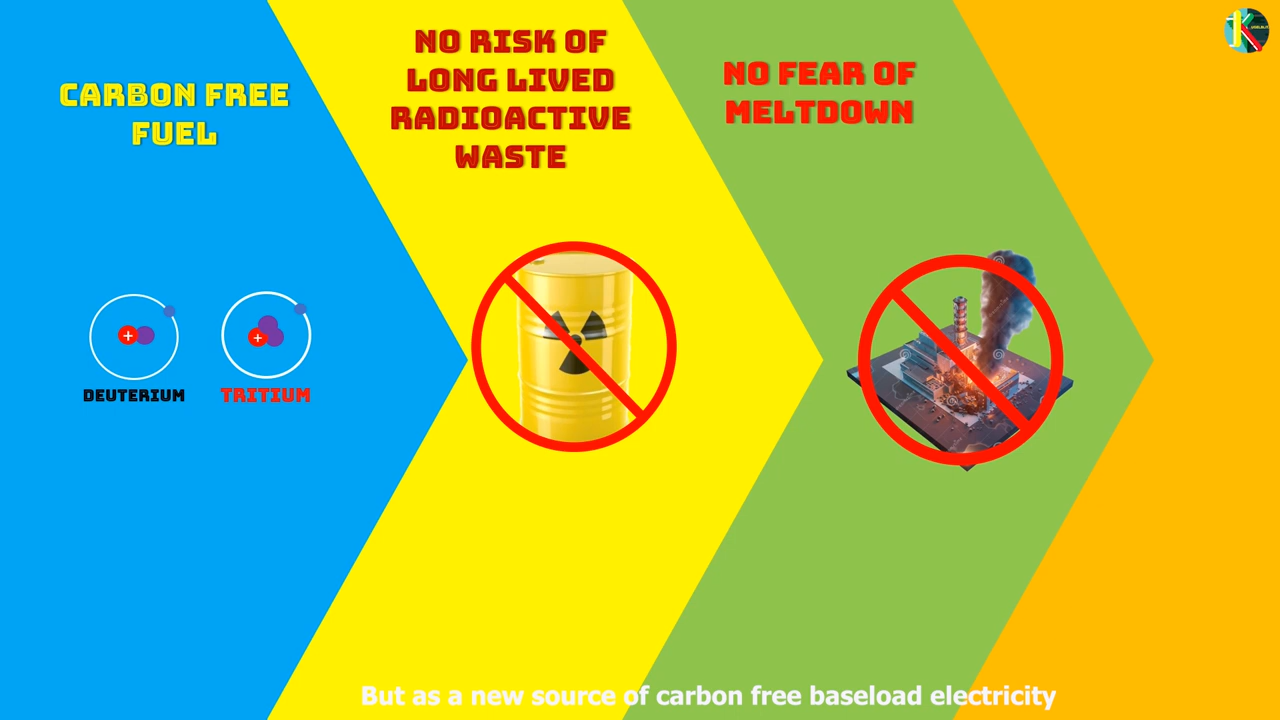 CARBON FREE
FUEL
NO RISK OF
LONG LIVED
RADIOACTIVE
WASTE
NO FEAR OF
MELTDOWN
DEUTERIUM
TRITIUM
But as a new source of carbon free baseload electricity